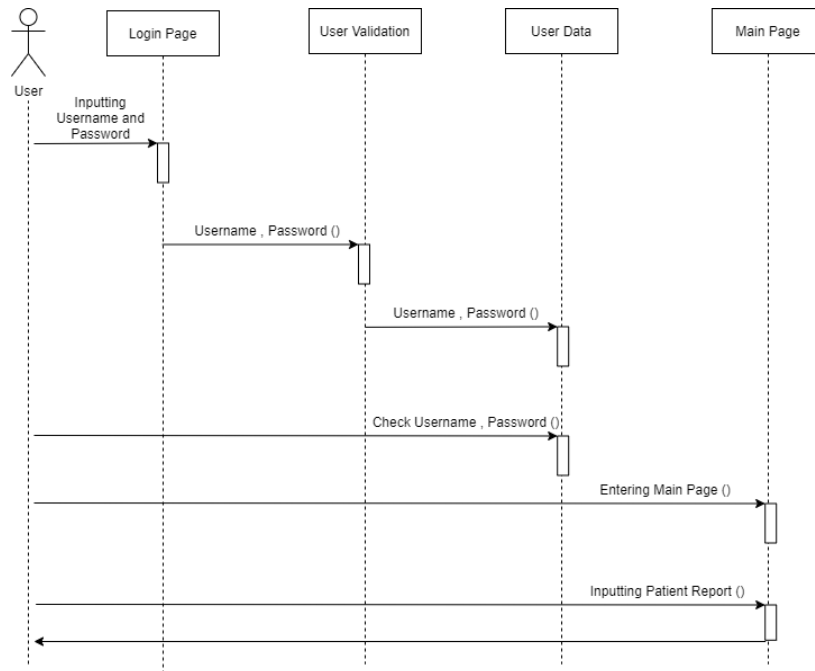 Login Page
User Validation
User Data
Main Page
User
Inputting
Username and
Password
Username , Password ()
Username , Password ()
Check Username , Password ()
Entering Main Page ()
Inputting Patient Report ()